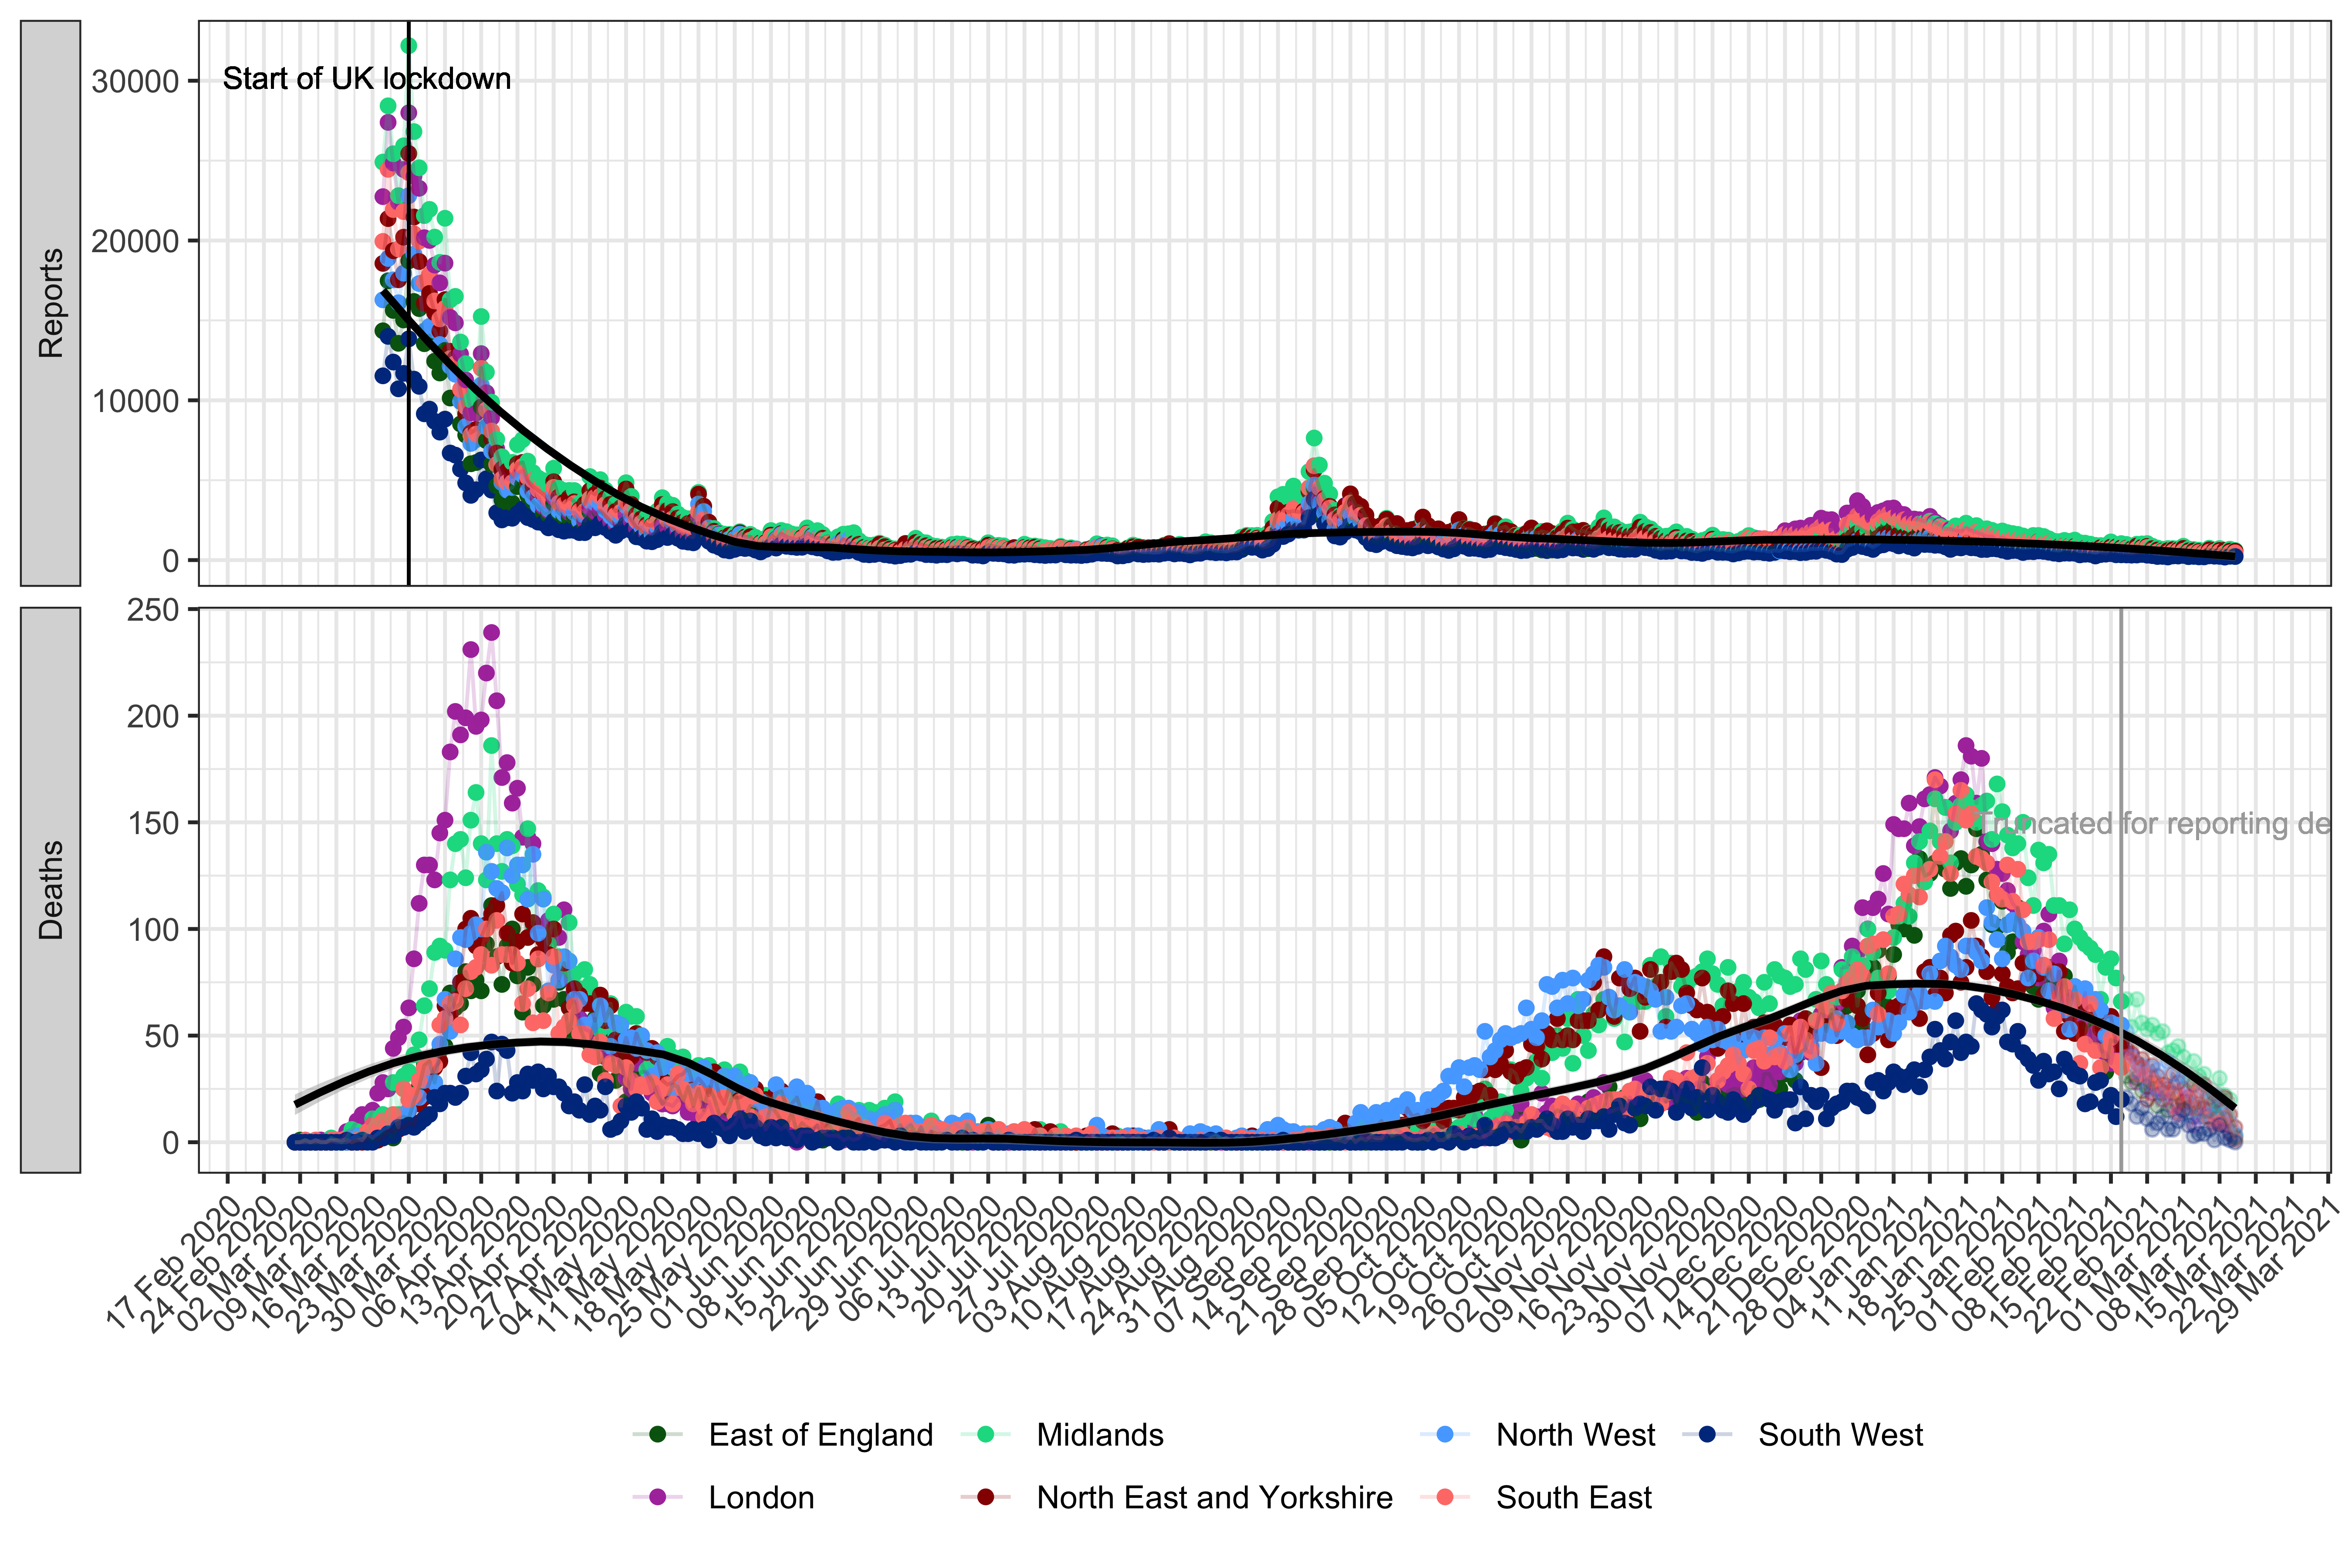 Reports
30000
20000
10000
0
Start of UK lockdown
Deaths
250
200
150
100
50
0
Truncated for reporting de
17 Feb 2020
24 Feb 2020
02 Mar 2020
09 Mar 2020
16 Mar 2020
23 Mar 2020
30 Mar 2020
06 Apr 2020
13 Apr 2020
20 Apr 2020
27 Apr 2020
04 May 2020
11 May 2020
18 May 2020
25 May 2020
01 Jun 2020
08 Jun 2020
15 Jun 2020
22 Jun 2020
29 Jun 2020
06 Jul 2020
13 Jul 2020
20 Jul 2020
27 Jul 2020
03 Aug 2020
10 Aug 2020
17 Aug 2020
24 Aug 2020
31 Aug 2020
07 Sep 2020
14 Sep 2020
21 Sep 2020
28 Sep 2020
05 Oct 2020
12 Oct 2020
19 Oct 2020
26 Oct 2020
02 Nov 2020
09 Nov 2020
16 Nov 2020
23 Nov 2020
30 Nov 2020
07 Dec 2020
14 Dec 2020
21 Dec 2020
28 Dec 2020
04 Jan 2021
11 Jan 2021
18 Jan 2021
25 Jan 2021
01 Feb 2021
08 Feb 2021
15 Feb 2021
22 Feb 2021
01 Mar 2021
08 Mar 2021
15 Mar 2021
22 Mar 2021
29 Mar 2021
East of England
Midlands
North West
South West
London
North East and Yorkshire
South East